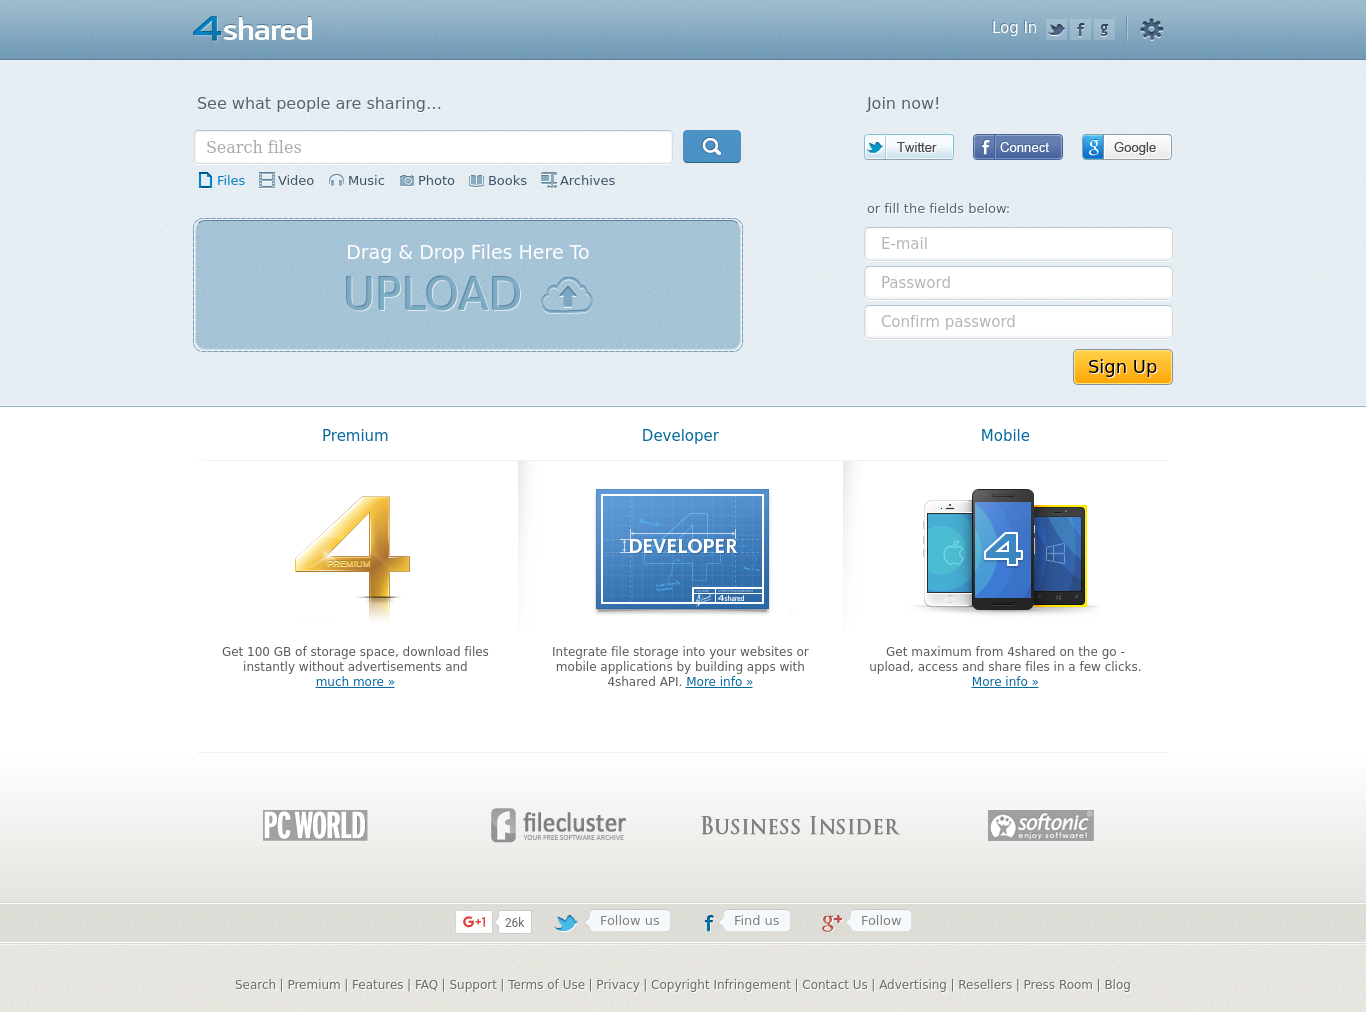 4shared
Log In
See what people are sharing...
Join now!
Search files
Twitter
Connect
Google
Files
Video
Music
Photo
Books
Archives
or fill the fields below:
Drag & Drop Files Here To
UPLOAD
E-mail
Password
Confirm password
Sign Up
Premium
Developer
Mobile
PREMIUM
DEVELOPER
4shared
Get 100 GB of storage space, download files
instantly without advertisements and
much more »
Integrate file storage into your websites or
mobile applications by building apps with
4shared API. More info »
Get maximum from 4shared on the go -
upload, access and share files in a few clicks.
More info »
PC WORLD
filecluster
YOUR FREE SOFTWARE ARCHIVE
BUSINESS INSIDER
softonic
enjoy software!
G+1
26k
Follow us
Find us
Follow
Search | Premium | Features | FAQ | Support | Terms of Use | Privacy | Copyright Infringement | Contact Us | Advertising | Resellers | Press Room | Blog